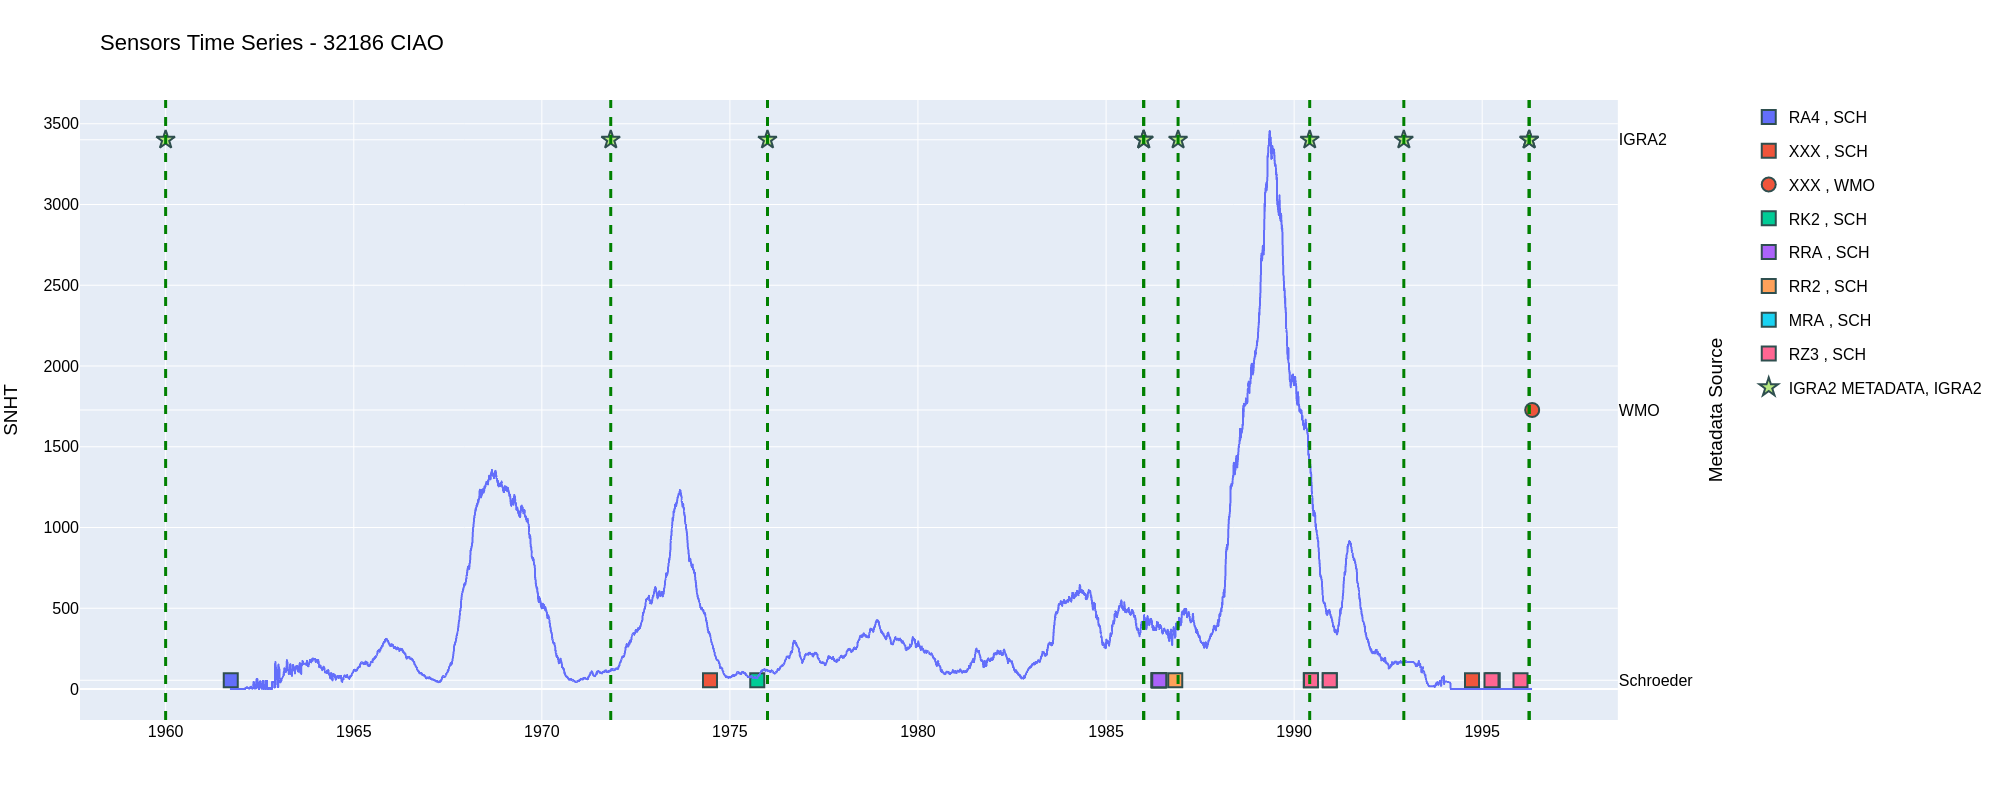 Sensors Time Series - 32186 CIAO
3500
3000
2500
2000
1500
1000
500
0
SNHT
1960
1965
1970
1975
1980
1985
1990
1995
IGRA2
WMO
Schroeder
Metadata Source
RA4 , SCH
XXX , SCH
XXX , WMO
RK2 , SCH
RRA , SCH
RR2 , SCH
MRA , SCH
RZ3 , SCH
IGRA2 METADATA, IGRA2